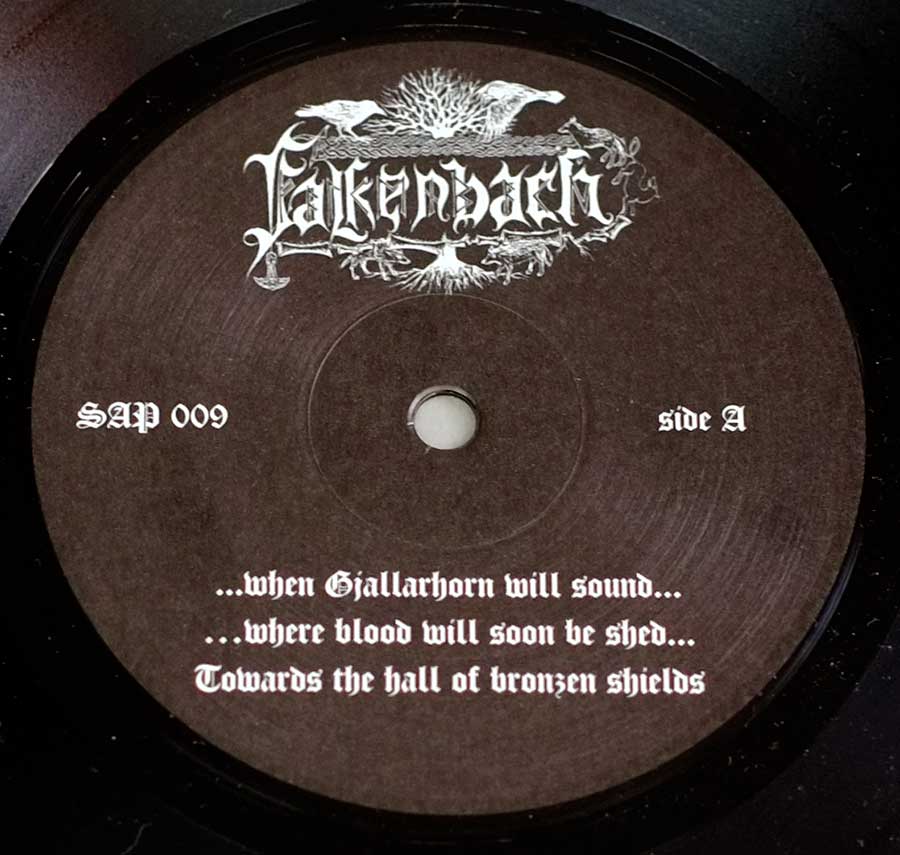 Falkenbach
SAP 009
side A
...when Gjallarhorn will sound...
...where blood will soon be shed...
Towards the hall of bronzen shields